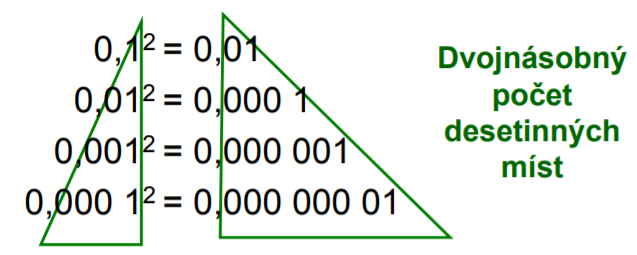 0,1² = 0,01
0,01² = 0,000 1
0,001² = 0,000 001
0,000 1² = 0,000 000 01
Dvojnásobný
počet
desetinných
míst